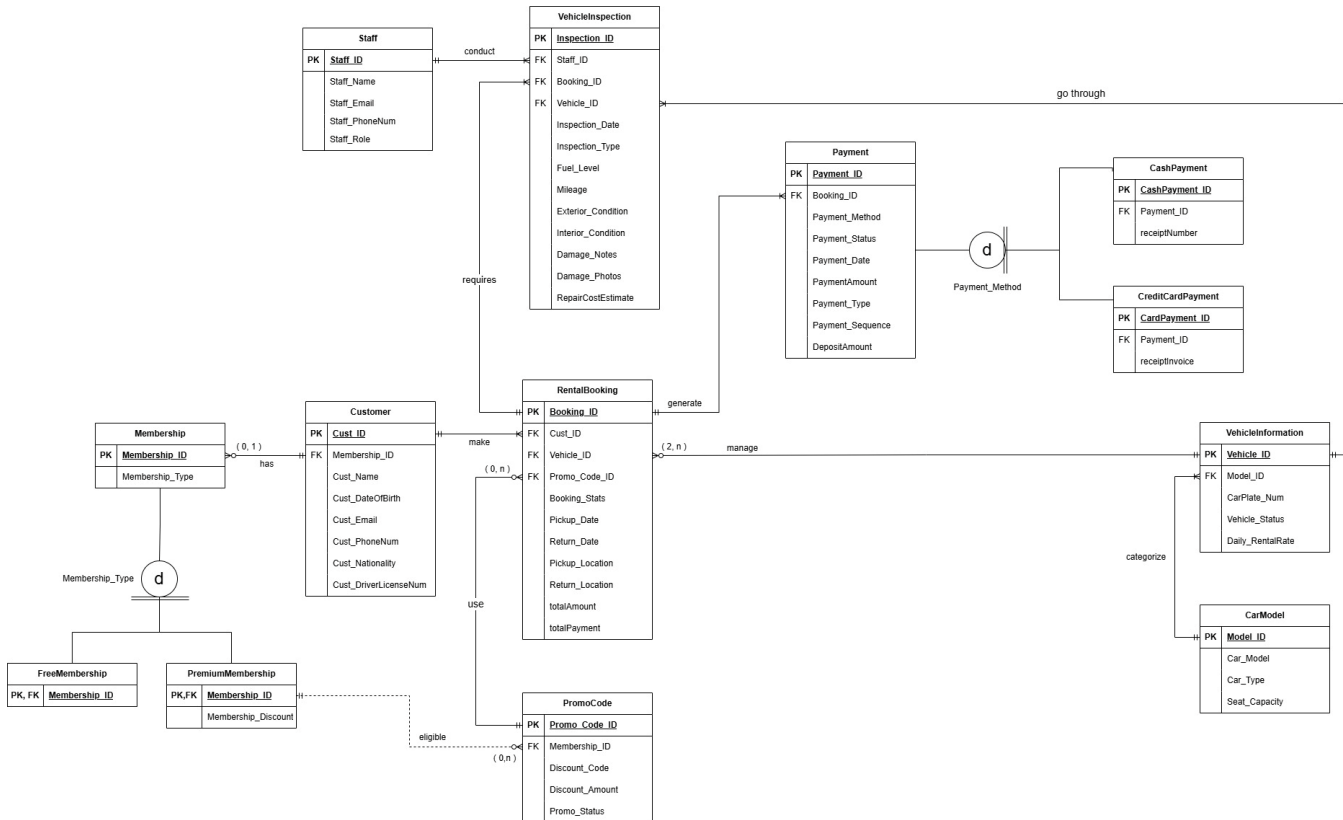 VehicleInspection
PK Inspection_ID
FK Staff_ID
FK Booking_ID
FK Vehicle_ID
Inspection_Date
Inspection_Type
Fuel_Level
Mileage
Exterior_Condition
Interior_Condition
Damage_Notes
Damage_Photos
RepairCostEstimate
Staff
PK Staff_ID
Staff_Name
Staff_Email
Staff_PhoneNum
Staff_Role
conduct
go through
requires
Payment
PK Payment_ID
FK Booking_ID
Payment_Method
Payment_Status
Payment_Date
PaymentAmount
Payment_Type
Payment_Sequence
DepositAmount
d
Payment_Method
CashPayment
PK CashPayment_ID
FK Payment_ID
receiptNumber
CreditCardPayment
PK CardPayment_ID
FK Payment_ID
receiptInvoice
Membership
PK Membership_ID
Membership_Type
( 0, 1 )
has
Customer
PK Cust_ID
FK Membership_ID
Cust_Name
Cust_DateOfBirth
Cust_Email
Cust_PhoneNum
Cust_Nationality
Cust_DriverLicenseNum
make
RentalBooking
PK Booking_ID
FK Cust_ID
FK Vehicle_ID
FK Promo_Code_ID
Booking_Stats
Pickup_Date
Return_Date
Pickup_Location
Return_Location
totalAmount
totalPayment
generate
( 2, n )
manage
( 0, n )
use
VehicleInformation
PK Vehicle_ID
FK Model_ID
CarPlate_Num
Vehicle_Status
Daily_RentalRate
categorize
CarModel
PK Model_ID
Car_Model
Car_Type
Seat_Capacity
Membership_Type
d
FreeMembership
PK, FK Membership_ID
PremiumMembership
PK,FK Membership_ID
Membership_Discount
eligible
( 0,n )
PromoCode
PK Promo_Code_ID
FK Membership_ID
Discount_Code
Discount_Amount
Promo_Status